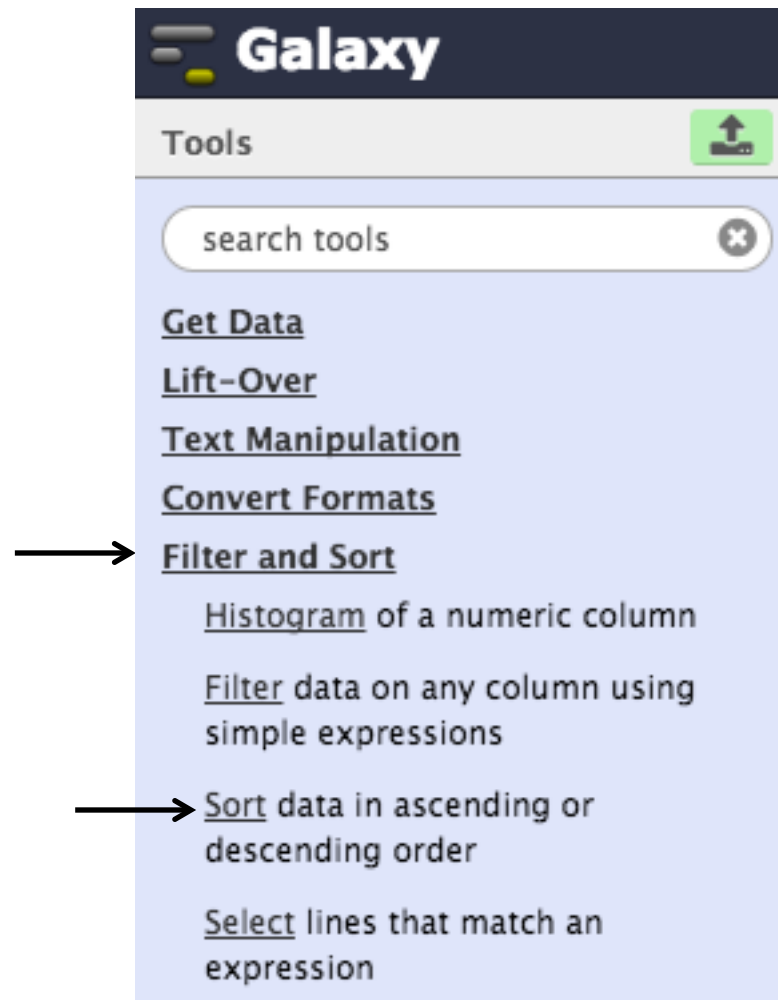 Galaxy
Tools
search tools
Get Data
Lift-Over
Text Manipulation
Convert Formats
Filter and Sort
Histogram of a numeric column
Filter data on any column using
simple expressions
Sort data in ascending or
descending order
Select lines that match an
expression